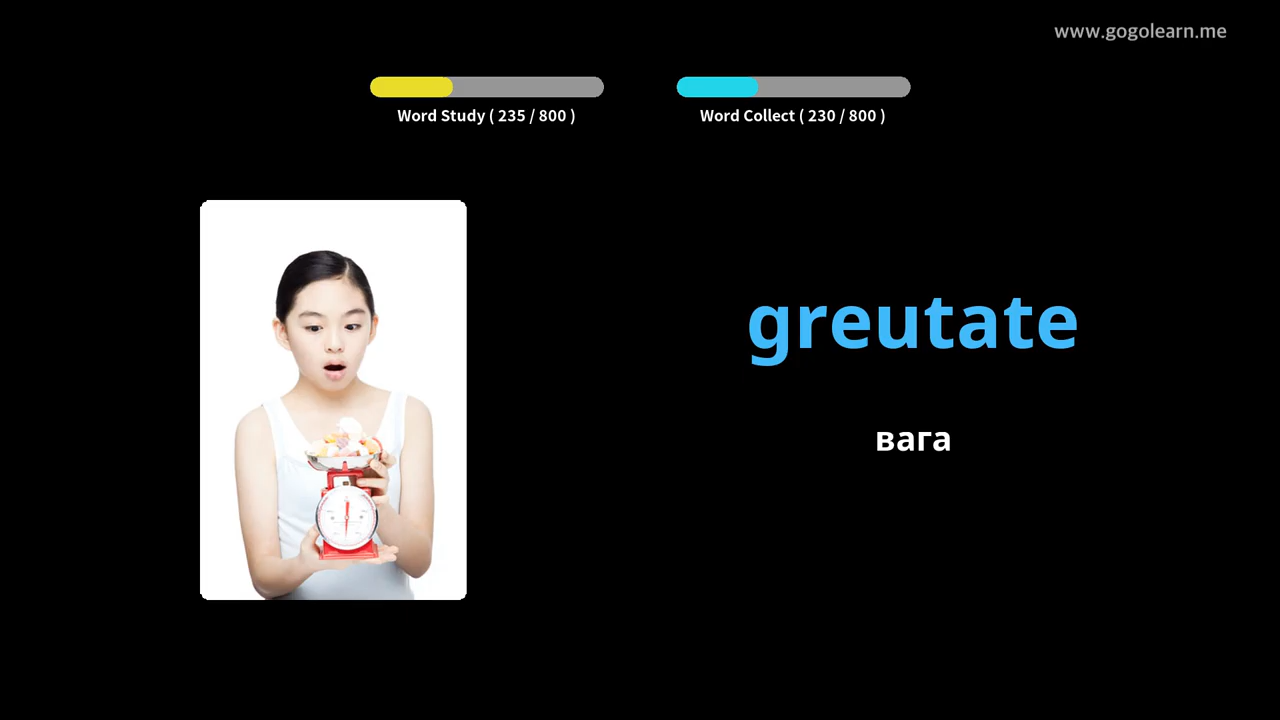 www.gogolearn.me
Word Study ( 235 / 800 )
Word Collect ( 230 / 800 )
greutate
вага